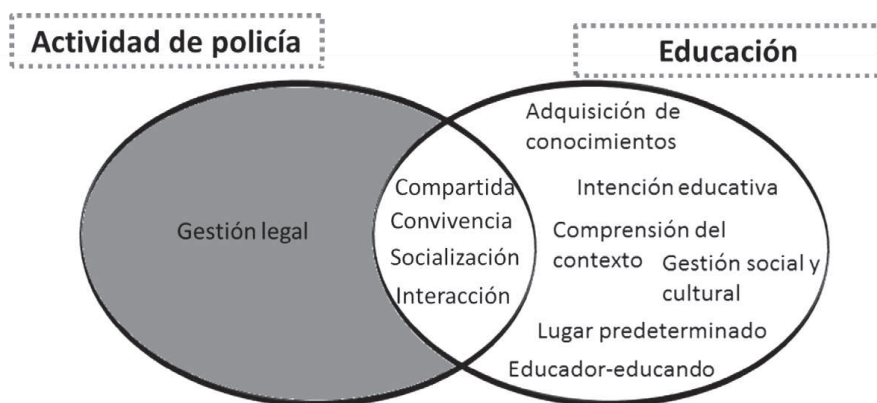 Actividad de policía
Educación
Gestión legal
Compartida
Convivencia
Socialización
Interacción
Adquisición de
conocimientos
Intención educativa
Comprensión del
contexto
Gestión social y
cultural
Lugar predeterminado
Educador-educando